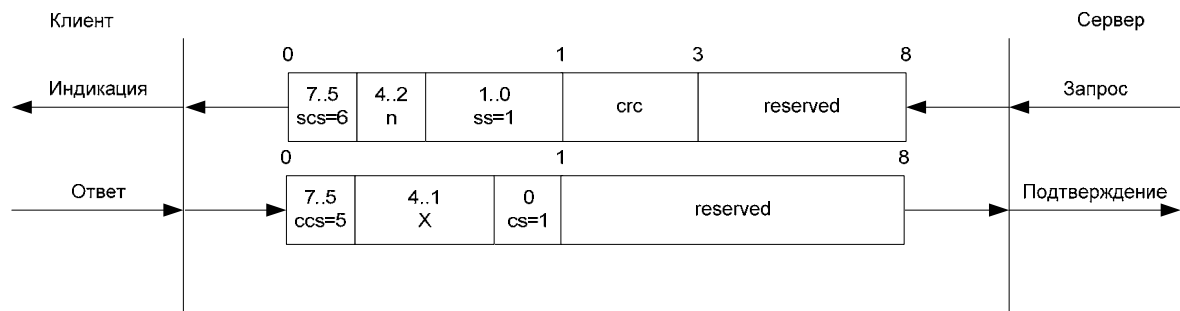 Клиент
Сервер
0 1 3 8
Индикация
7..5 4..2 1..0
scs=6 n ss=1 crc reserved
Запрос
0 1 8
Ответ
7..5 4..1 0
ccs=5 X cs=1 reserved
Подтверждение